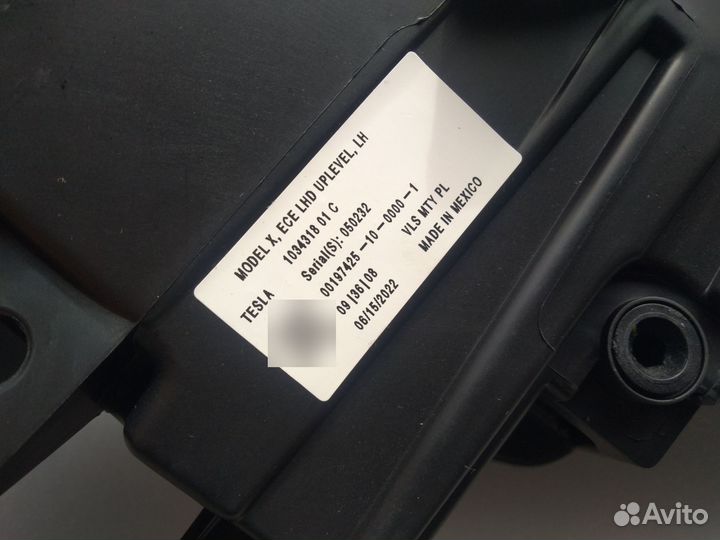 MODEL X, ECE LHD UPLEVEL, LH
TESLA 1034318 01 C
Serial(S): 050232
00197425-10-0000-1
09|36|08 VLS MTY PL
06/15/2022 MADE IN MEXICO
Avito